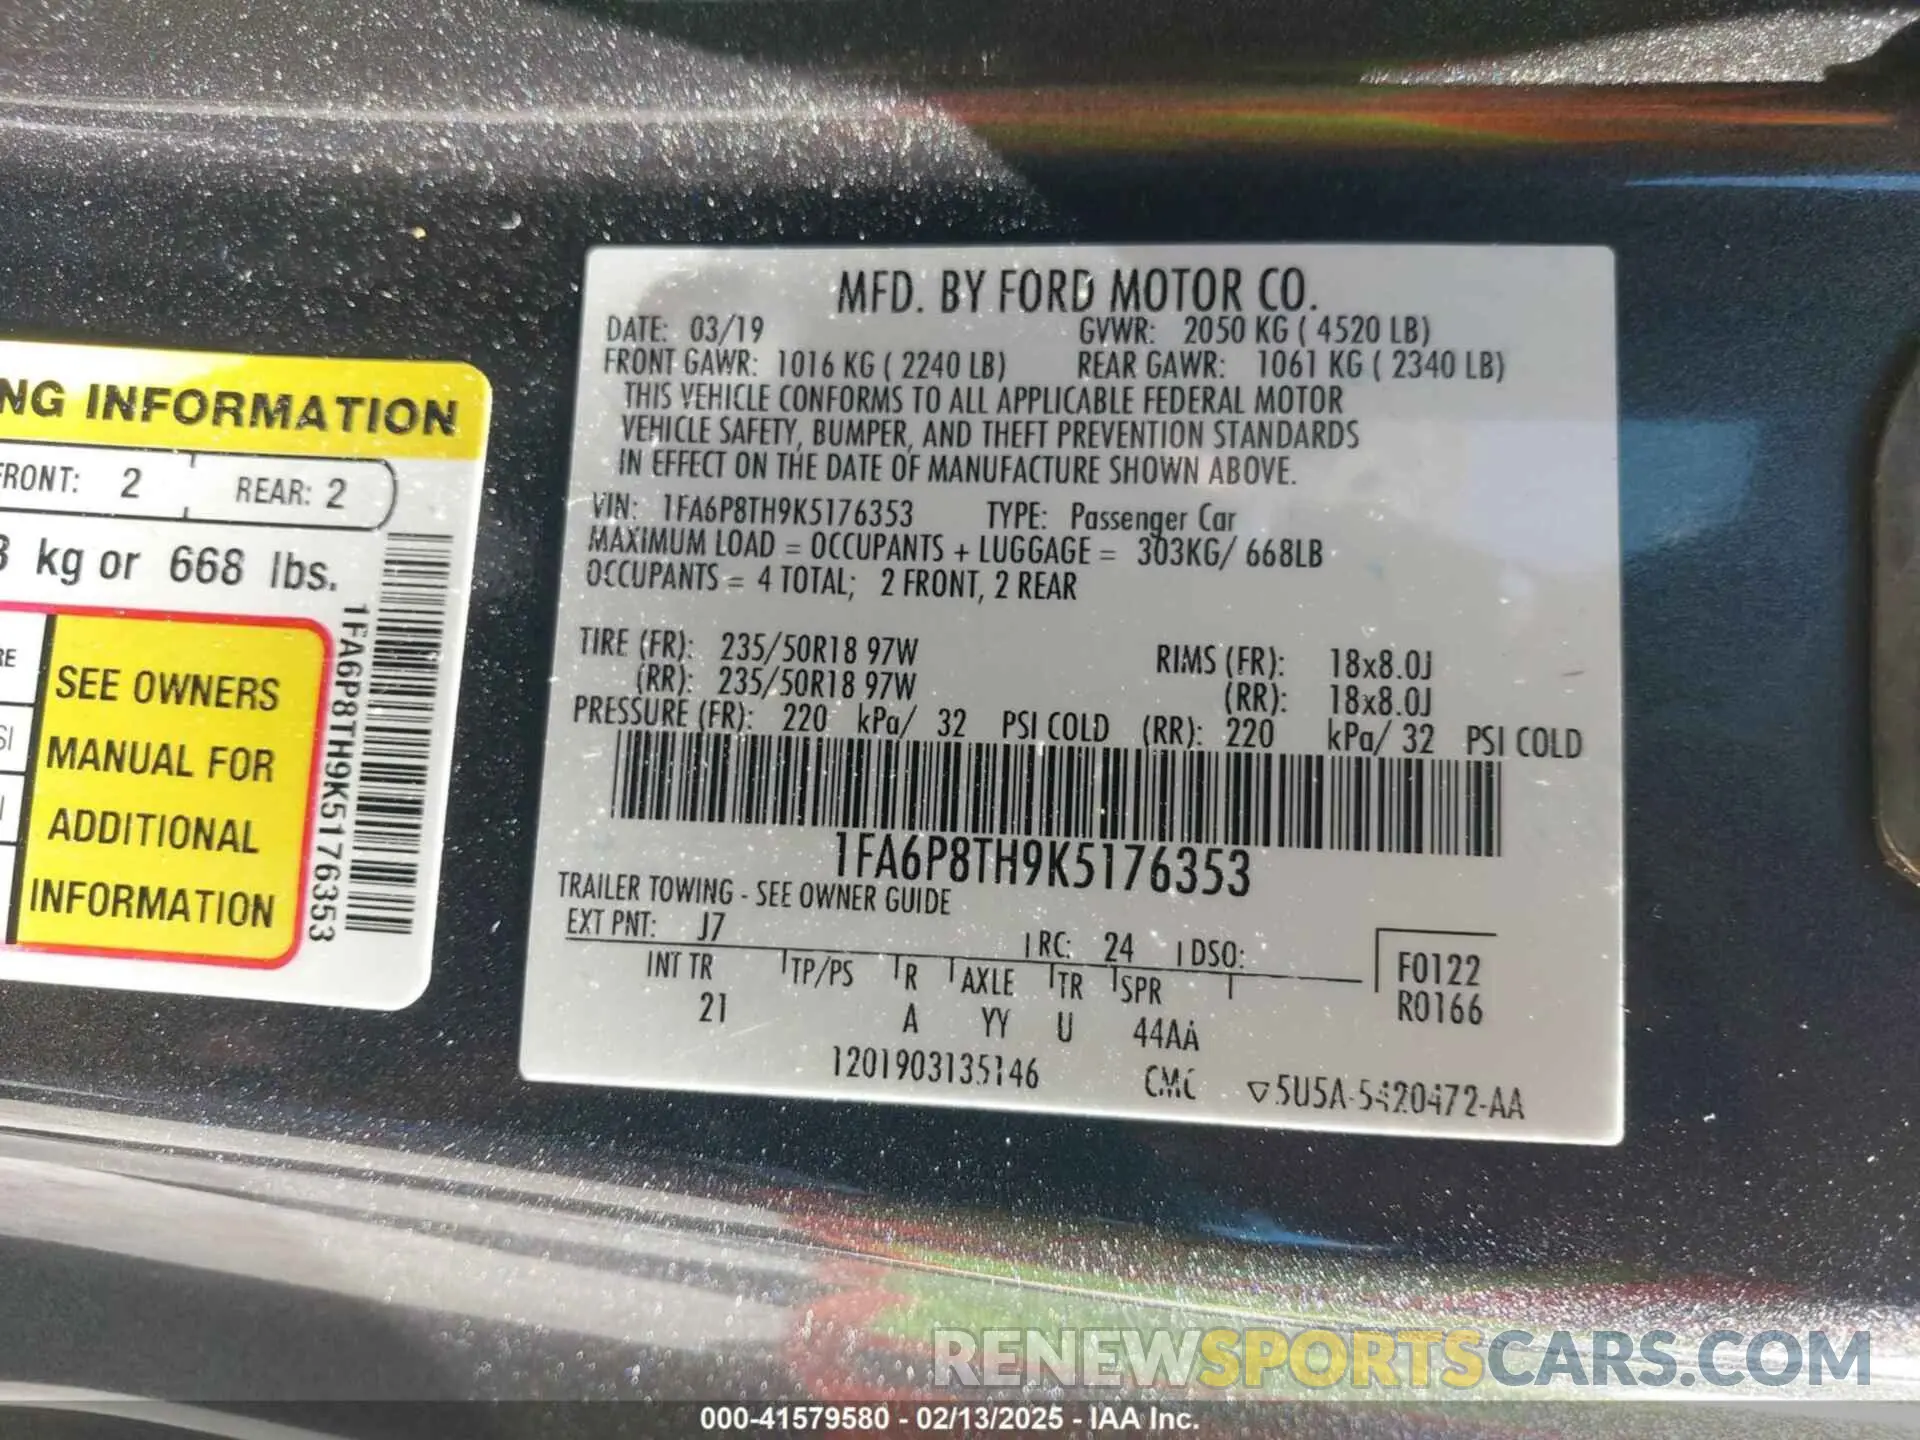 NG INFORMATION
FRONT: 2 REAR: 2
kg or 668 lbs.
SEE OWNERS
MANUAL FOR
ADDITIONAL
INFORMATION
1FA6P8TH9K5176353
MFD. BY FORD MOTOR CO.
DATE: 03/19 GVWR: 2050 KG ( 4520 LB)
FRONT GAWR: 1016 KG ( 2240 LB) REAR GAWR: 1061 KG ( 2340 LB)
THIS VEHICLE CONFORMS TO ALL APPLICABLE FEDERAL MOTOR
VEHICLE SAFETY, BUMPER, AND THEFT PREVENTION STANDARDS
IN EFFECT ON THE DATE OF MANUFACTURE SHOWN ABOVE.
VIN: 1FA6P8TH9K5176353 TYPE: Passenger Car
MAXIMUM LOAD = OCCUPANTS + LUGGAGE = 303KG/ 668LB
OCCUPANTS = 4 TOTAL; 2 FRONT, 2 REAR
TIRE (FR): 235/50R18 97W RIMS (FR): 18x8.0J
(RR): 235/50R18 97W (RR): 18x8.0J
PRESSURE (FR): 220 kPa/ 32 PSI COLD (RR): 220 kPa/ 32 PSI COLD
1FA6P8TH9K5176353
TRAILER TOWING - SEE OWNER GUIDE
EXT PNT: J7 RC: 24 DSO:
INT TR TP/PS R AXLE TR SPR F0122
21 A YY U 44AA R0166
1201903135146 CMC ▽5U5A-5420472-AA
RENEWSPORTSCARS.COM
000-41579580 - 02/13/2025 - IAA Inc.